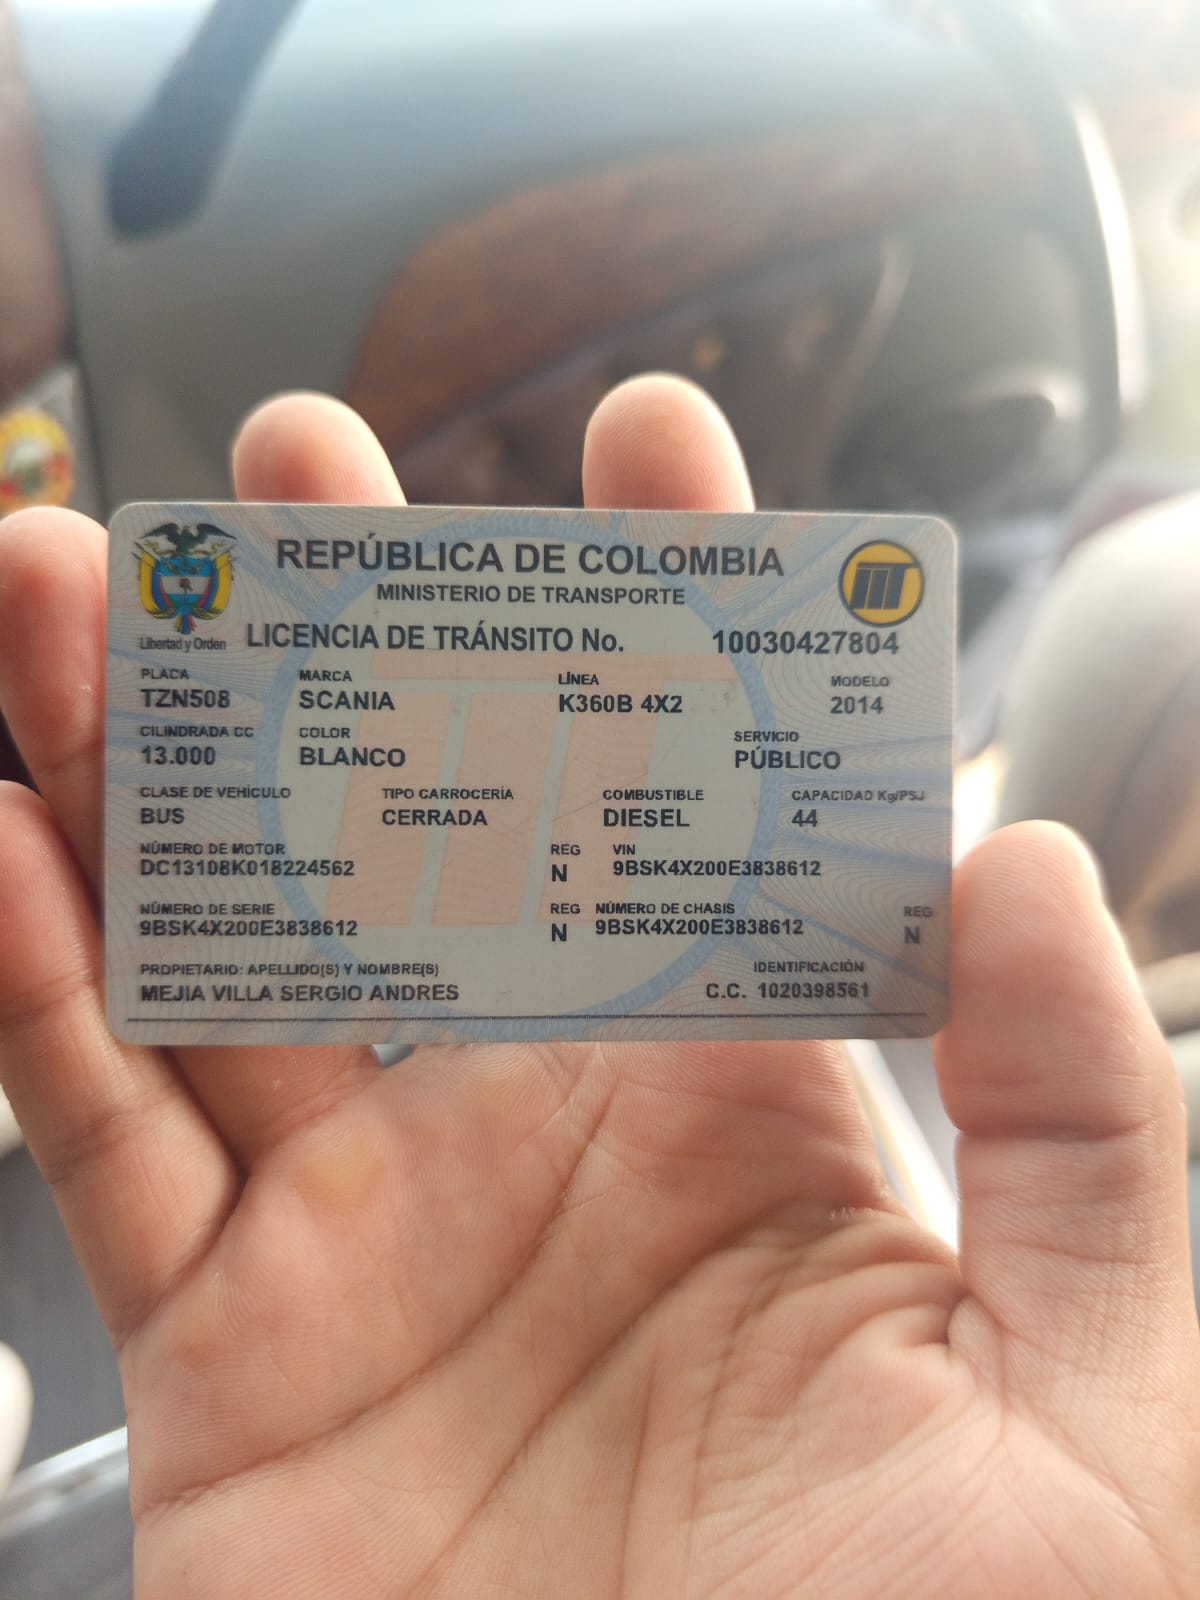 REPÚBLICA DE COLOMBIA
MINISTERIO DE TRANSPORTE
Libertad y Orden
LICENCIA DE TRÁNSITO No. 10030427804
PLACA MARCA LÍNEA MODELO
TZN508 SCANIA K360B 4X2 2014
CILINDRADA CC COLOR SERVICIO
13.000 BLANCO PÚBLICO
CLASE DE VEHÍCULO TIPO CARROCERÍA COMBUSTIBLE CAPACIDAD Kg/PSJ
BUS CERRADA DIESEL 44
NÚMERO DE MOTOR REG VIN
DC13108K018224562 N 9BSK4X200E3838612
NÚMERO DE SERIE REG NÚMERO DE CHASIS REG
9BSK4X200E3838612 N 9BSK4X200E3838612 N
PROPIETARIO: APELLIDO(S) Y NOMBRE(S) IDENTIFICACIÓN
MEJIA VILLA SERGIO ANDRES C.C. 1020398561